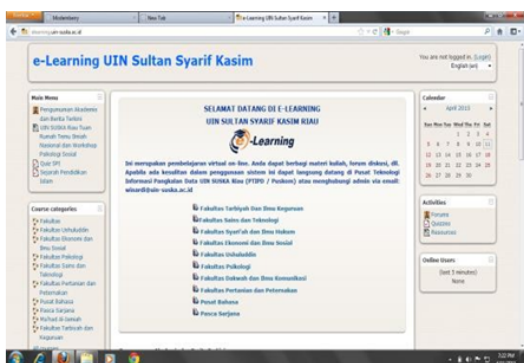 Mislembery
New Tab
e-Learning UIN Sultan Syarif Kasim
elearning.uin-suska.ac.id
e-Learning UIN Sultan Syarif Kasim
You are not logged in. (Login)
English (en)
Main Menu
Pengumuman Akademis
dan Berita Terkini
UIN SUSKA Riau Tuan
Rumah Temu Ilmiah
Nasional dan Workshop
Psikologi Sosial
Quiz SPI
Sejarah Pendidikan
Islam
Course categories
Fakultas
Fakultas Ushuluddin
Fakultas Ekonomi dan
Ilmu Sosial
Fakultas Psikologi
Fakultas Sains dan
Teknologi
Fakultas Pertanian dan
Peternakan
Pusat Bahasa
Pasca Sarjana
Ma'had Al-Jamiah
Fakultas Tarbiyah dan
Keguruan
SELAMAT DATANG DI E-LEARNING
UIN SULTAN SYARIF KASIM RIAU
e-Learning
Ini merupakan pembelajaran virtual on-line. Anda dapat berbagi materi kuliah, forum diskusi, dll.
Apabila ada kesulitan dalam penggunaan sistem ini dapat langsung datang di Pusat Teknologi
Informasi Pangkalan Data UIN SUSKA Riau (PTIPD / Puskom) atau menghubungi admin via email:
winardi@uin-suska.ac.id
Fakultas Tarbiyah Dan Ilmu Keguruan
Fakultas Sains dan Teknologi
Fakultas Syari'ah dan Ilmu Hukum
Fakultas Ekonomi dan Ilmu Sosial
Fakultas Ushuluddin
Fakultas Psikologi
Fakultas Dakwah dan Ilmu Komunikasi
Fakultas Pertanian dan Peternakan
Pusat Bahasa
Pasca Sarjana
Calendar
April 2015
Sun Mon Tue Wed Thu Fri Sat
1 2 3 4
5 6 7 8 9 10 11
12 13 14 15 16 17 18
19 20 21 22 23 24 25
26 27 28 29 30
Activities
Forums
Quizzes
Resources
Online Users
(last 5 minutes)
None